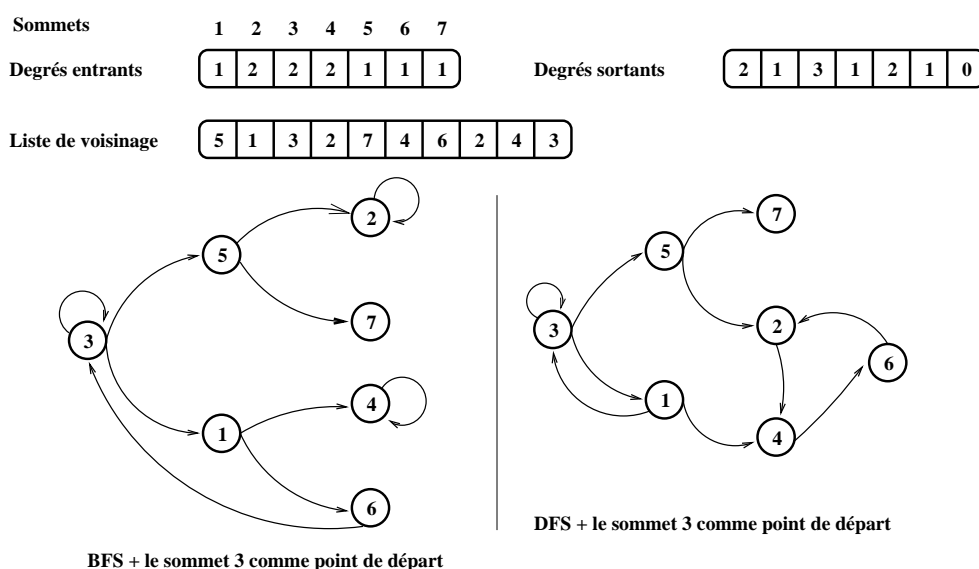 Sommets 1 2 3 4 5 6 7
Degrés entrants 1 2 2 2 1 1 1
Degrés sortants 2 1 3 1 2 1 0
Liste de voisinage 5 1 3 2 7 4 6 2 4 3
2
5
7
3
4
1
6
BFS + le sommet 3 comme point de départ
7
5
2
3
6
1
4
DFS + le sommet 3 comme point de départ